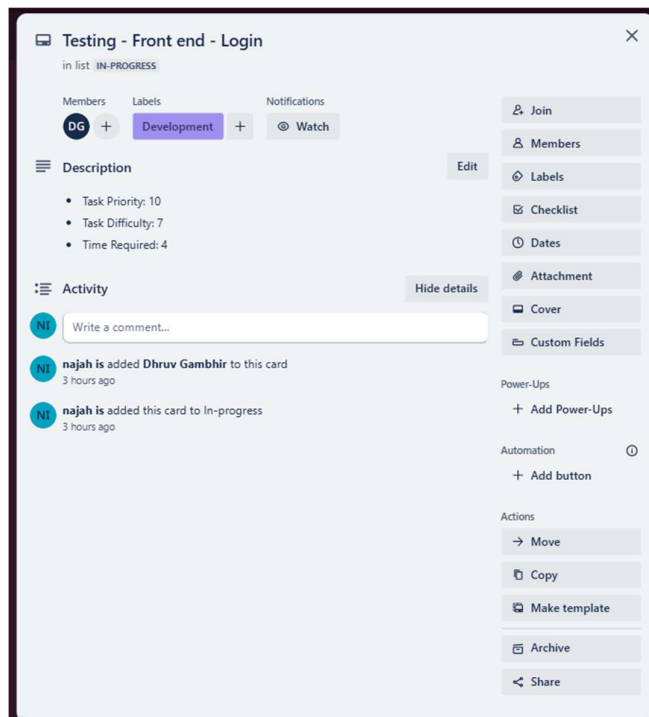 Testing - Front end - Login
in list IN-PROGRESS
Members
Labels
Notifications
DG
Development
Watch
Description
Edit
Task Priority: 10
Task Difficulty: 7
Time Required: 4
Activity
Hide details
NI
Write a comment...
NI
najah is added Dhruv Gambhir to this card
3 hours ago
NI
najah is added this card to In-progress
3 hours ago
Join
Members
Labels
Checklist
Dates
Attachment
Cover
Custom Fields
Power-Ups
+ Add Power-Ups
Automation
+ Add button
Actions
Move
Copy
Make template
Archive
Share